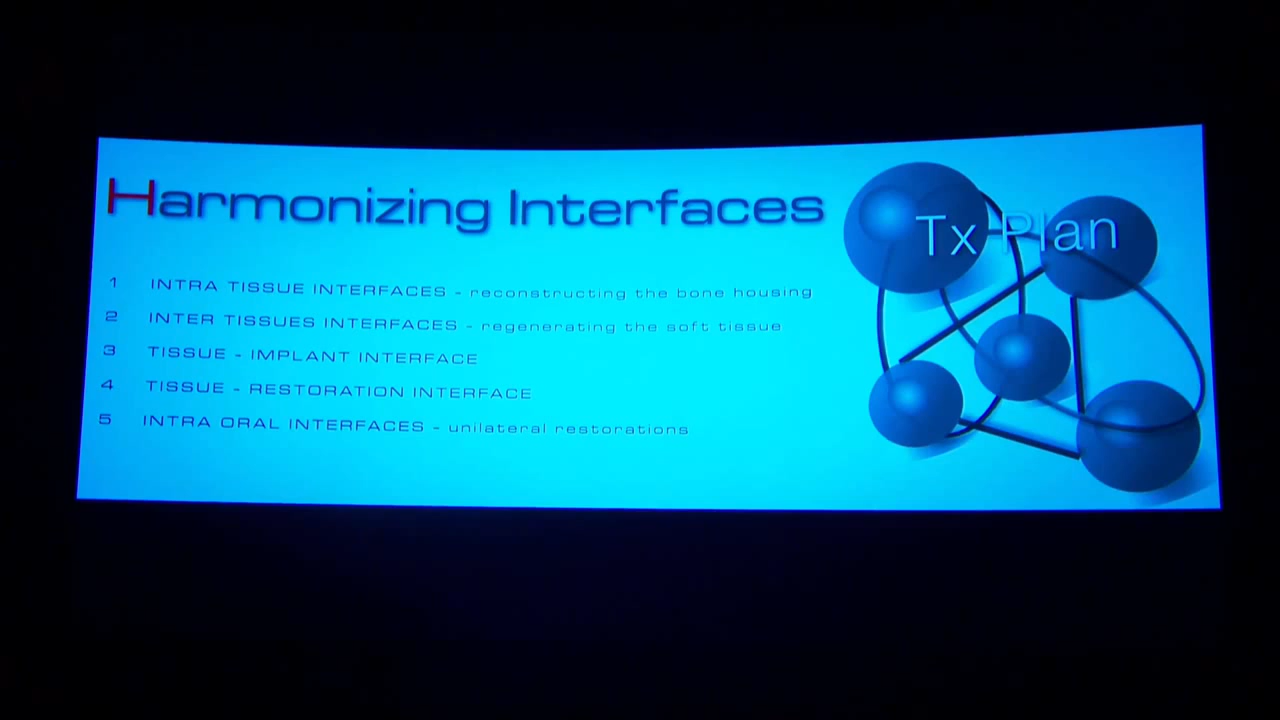 Harmonizing Interfaces
Tx Plan
1 INTRA TISSUE INTERFACES - reconstructing the bone housing
2 INTER TISSUES INTERFACES - regenerating the soft tissue
3 TISSUE - IMPLANT INTERFACE
4 TISSUE - RESTORATION INTERFACE
5 INTRA ORAL INTERFACES - unilateral restorations